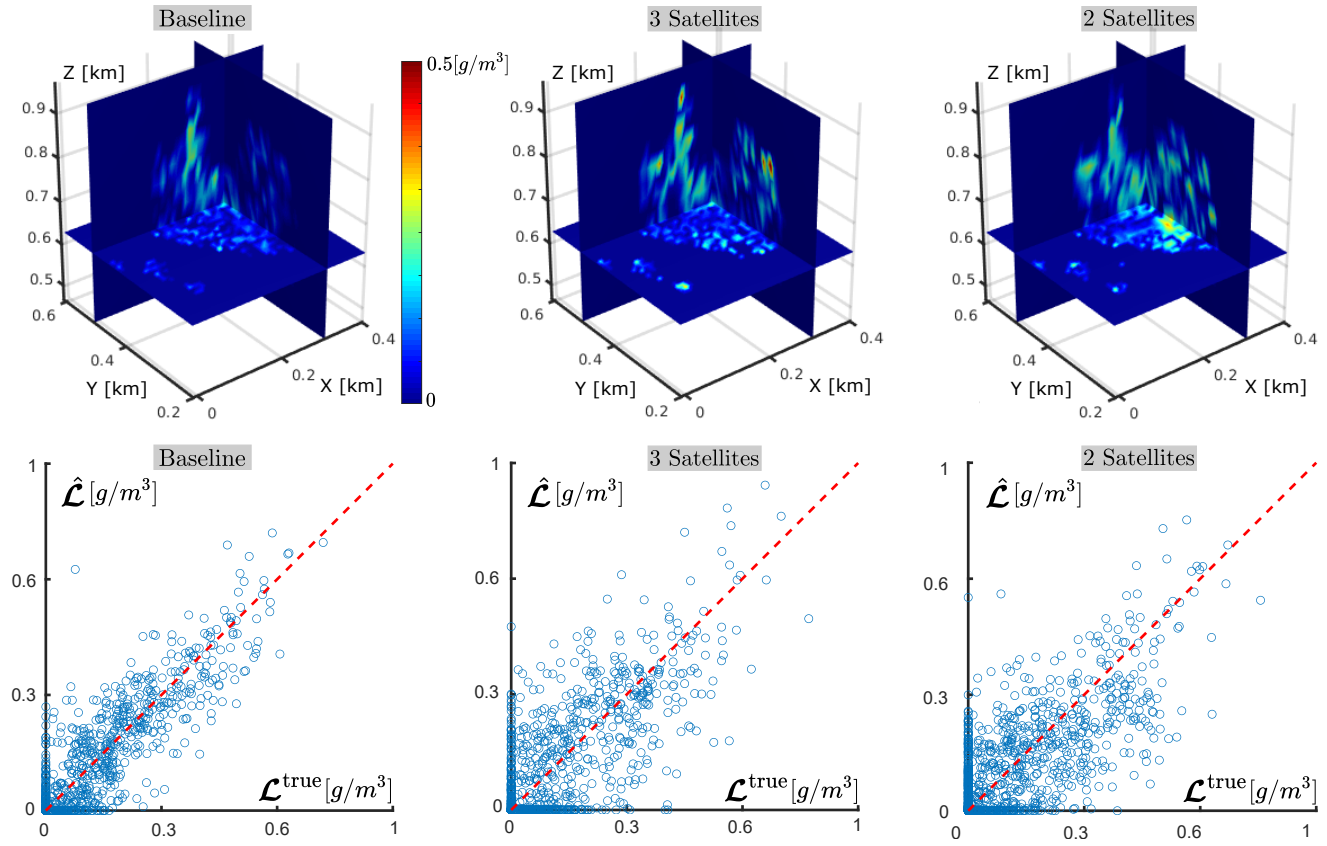 Baseline
3 Satellites
2 Satellites
Z [km]
0.9
0.8
0.7
0.6
0.5
0.6
0.4
0.2
Y [km]
0
0.2
0.4
X [km]
0.5[g/m³]
0
Z [km]
0.9
0.8
0.7
0.6
0.5
0.6
0.4
0.2
Y [km]
0
0.2
0.4
X [km]
Z [km]
0.9
0.8
0.7
0.6
0.5
0.6
0.4
0.2
Y [km]
0
0.2
0.4
X [km]
Baseline
1
0.6
0.3
0
𝓛̂ [g/m³]
𝓛ᵗʳᵘᵉ[g/m³]
0
0.3
0.6
1
3 Satellites
1
0.6
0.3
0
𝓛̂ [g/m³]
𝓛ᵗʳᵘᵉ[g/m³]
0
0.3
0.6
1
2 Satellites
1
0.6
0.3
0
𝓛̂ [g/m³]
𝓛ᵗʳᵘᵉ[g/m³]
0
0.3
0.6
1